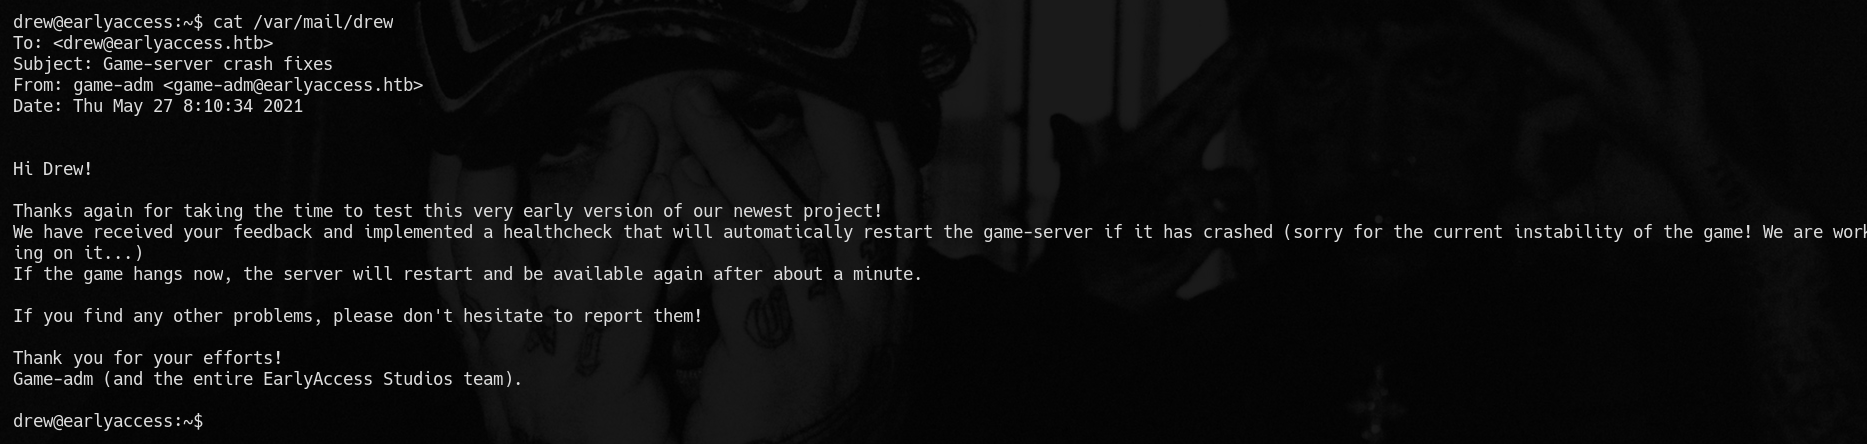 drew@earlyaccess:~$ cat /var/mail/drew
To: <drew@earlyaccess.htb>
Subject: Game-server crash fixes
From: game-adm <game-adm@earlyaccess.htb>
Date: Thu May 27 8:10:34 2021
Hi Drew!
Thanks again for taking the time to test this very early version of our newest project!
We have received your feedback and implemented a healthcheck that will automatically restart the game-server if it has crashed (sorry for the current instability of the game! We are work
ing on it...)
If the game hangs now, the server will restart and be available again after about a minute.
If you find any other problems, please don't hesitate to report them!
Thank you for your efforts!
Game-adm (and the entire EarlyAccess Studios team).
drew@earlyaccess:~$